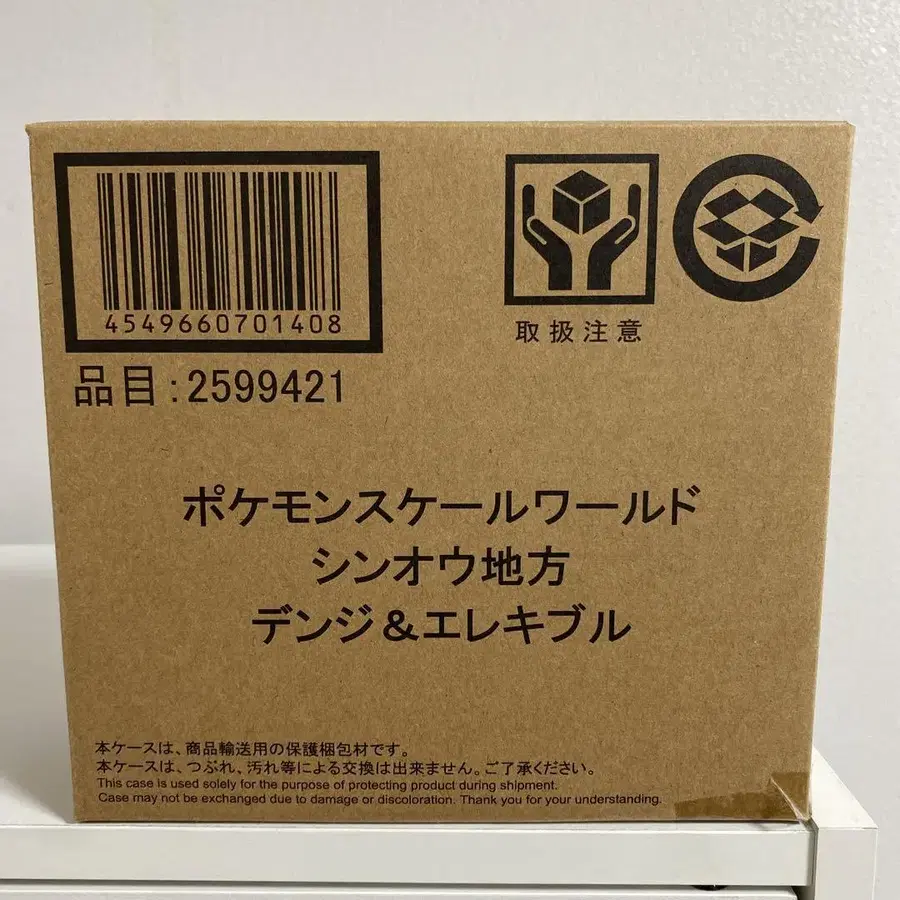 4549660701408
取扱注意
品目:2599421
ポケモンスケールワールド
シンオウ地方
デンジ&エレキブル
本ケースは、商品輸送用の保護梱包材です。
本ケースは、つぶれ、汚れ等による交換は出来ません。ご了承ください。
This case is used solely for the purpose of protecting product during shipment.
Case may not be exchanged due to damage or discoloration. Thank you for your understanding.